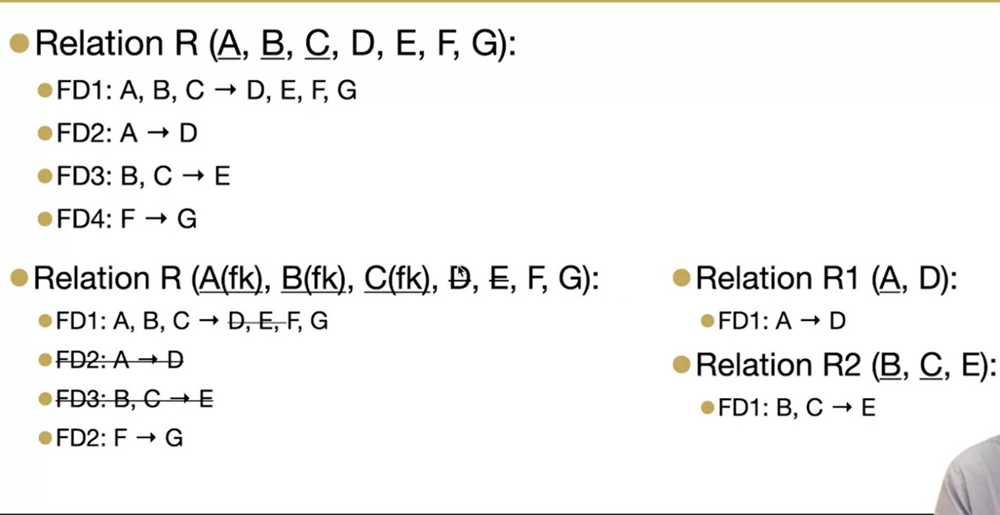 Relation R (A, B, C, D, E, F, G):
FD1: A, B, C → D, E, F, G
FD2: A → D
FD3: B, C → E
FD4: F → G
Relation R (A(fk), B(fk), C(fk), D, E, F, G):
FD1: A, B, C → D, E, F, G
FD2: A → D
FD3: B, C → E
FD2: F → G
Relation R1 (A, D):
FD1: A → D
Relation R2 (B, C, E):
FD1: B, C → E